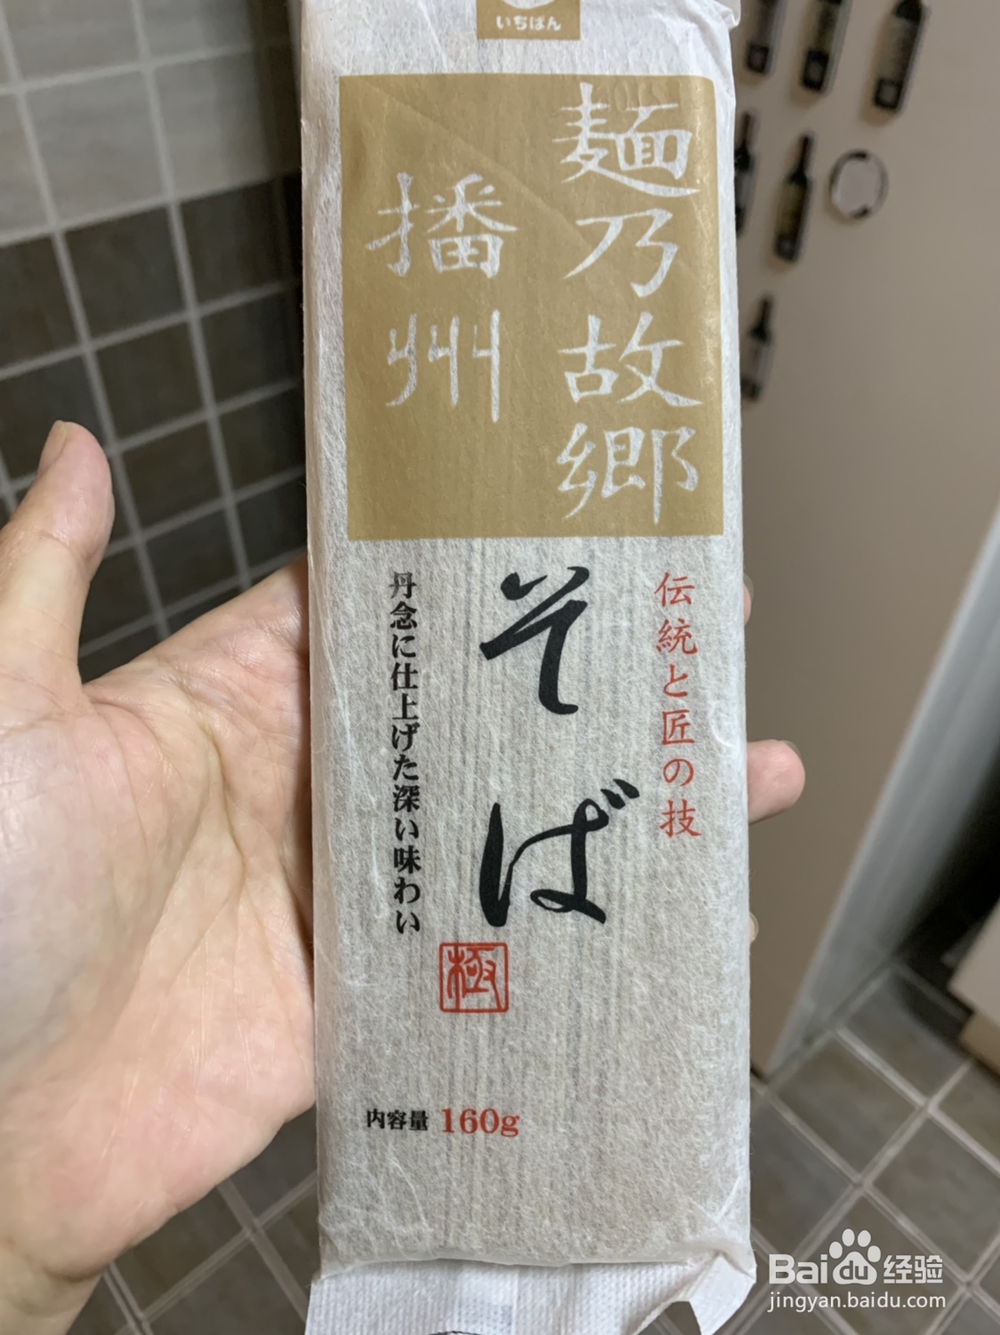 いちばん
麺乃故郷
播州
伝統と匠の技
そば
丹念に仕上げた深い味わい
極
内容量 160g
Bai du 经验
jingyan.baidu.com